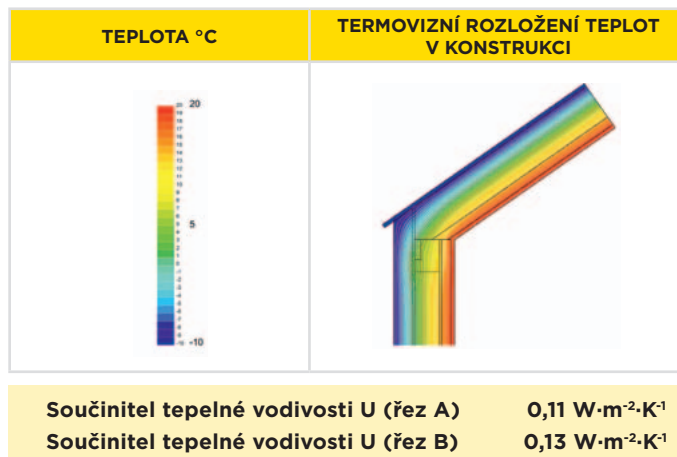 TEPLOTA °C
TERMOVIZNÍ ROZLOŽENÍ TEPLOT
V KONSTRUKCI
20
5
-10
Součinitel tepelné vodivosti U (řez A) 0,11 W·m-2·K-1
Součinitel tepelné vodivosti U (řez B) 0,13 W·m-2·K-1